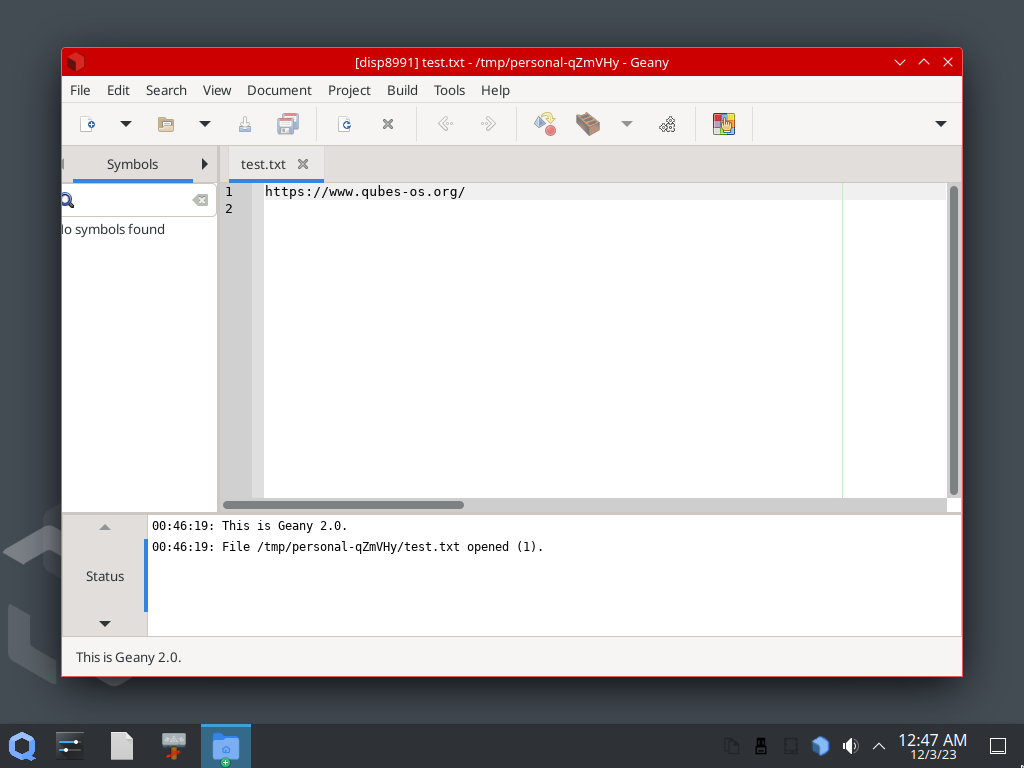 [disp8991] test.txt - /tmp/personal-qZmVHy - Geany
File Edit Search View Document Project Build Tools Help
Symbols
test.txt
1 https://www.qubes-os.org/
2
lo symbols found
00:46:19: This is Geany 2.0.
00:46:19: File /tmp/personal-qZmVHy/test.txt opened (1).
Status
This is Geany 2.0.
12:47 AM
12/3/23